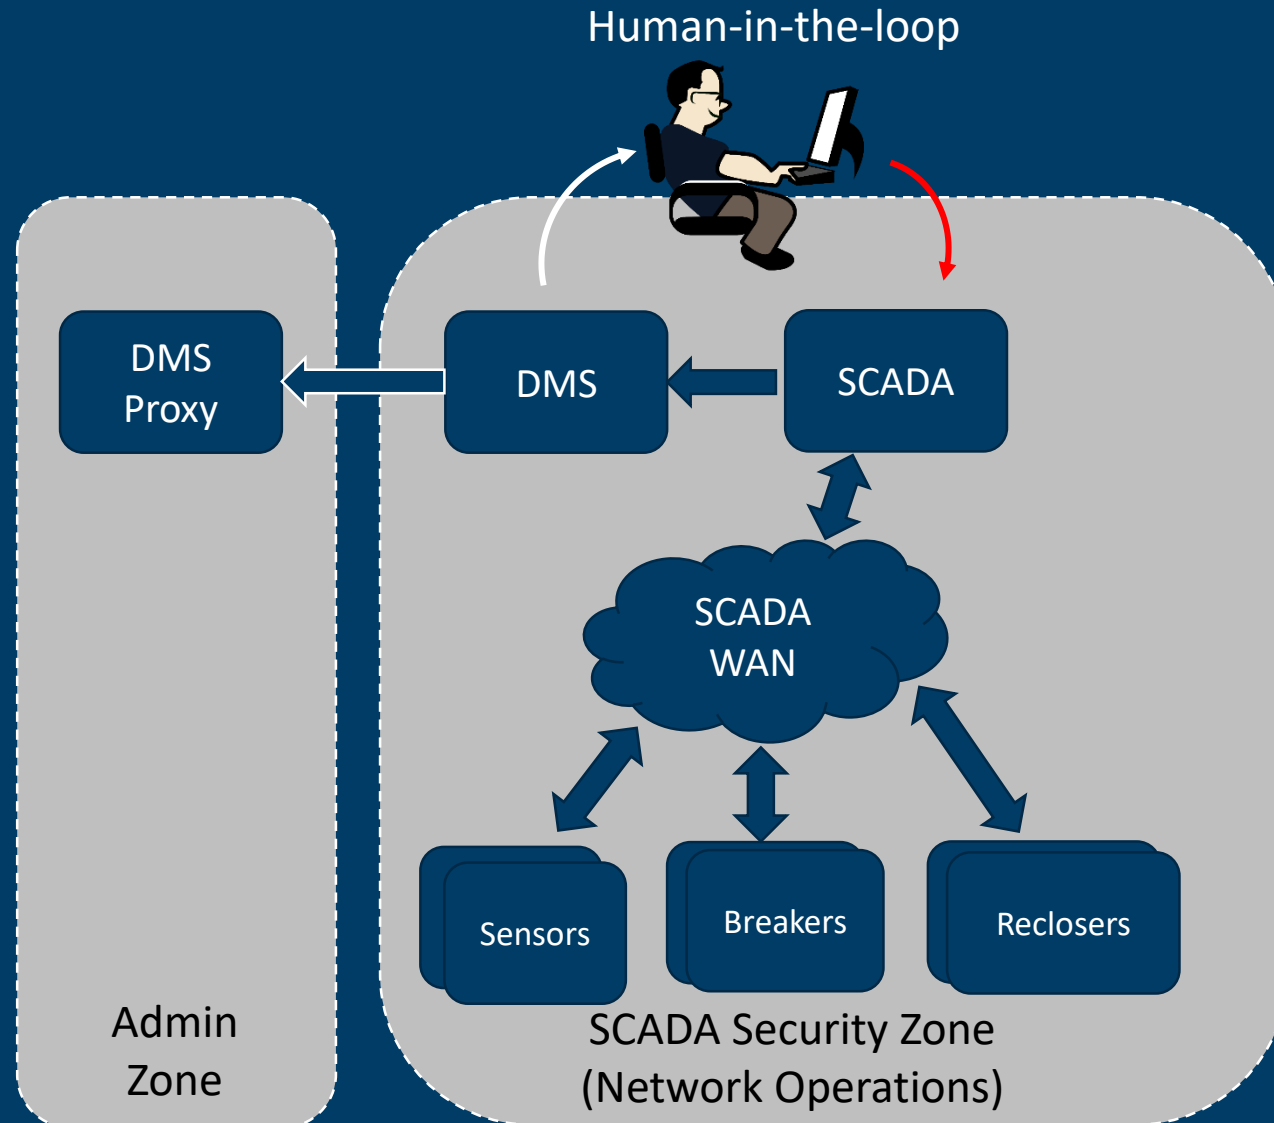 Human-in-the-loop
DMS
Proxy
DMS
SCADA
SCADA
WAN
Sensors
Breakers
Reclosers
Admin
Zone
SCADA Security Zone
(Network Operations)